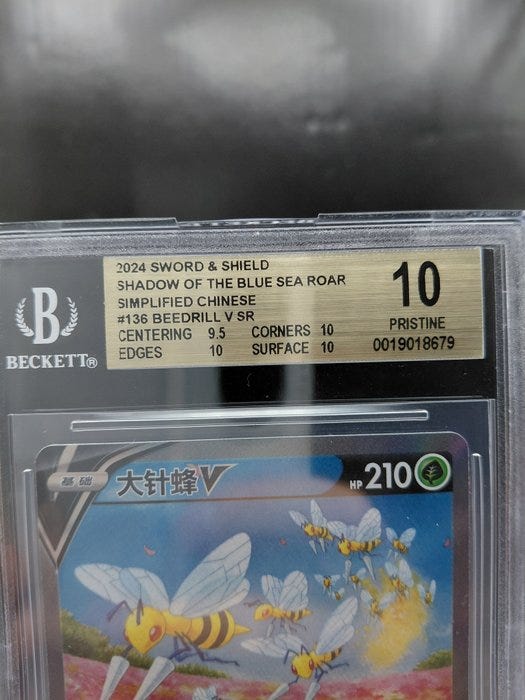 2024 SWORD & SHIELD
SHADOW OF THE BLUE SEA ROAR
SIMPLIFIED CHINESE
#136 BEEDRILL V SR
CENTERING 9.5 CORNERS 10
EDGES 10 SURFACE 10
10
PRISTINE
0019018679
B
BECKETT®
基础 大针蜂V HP 210